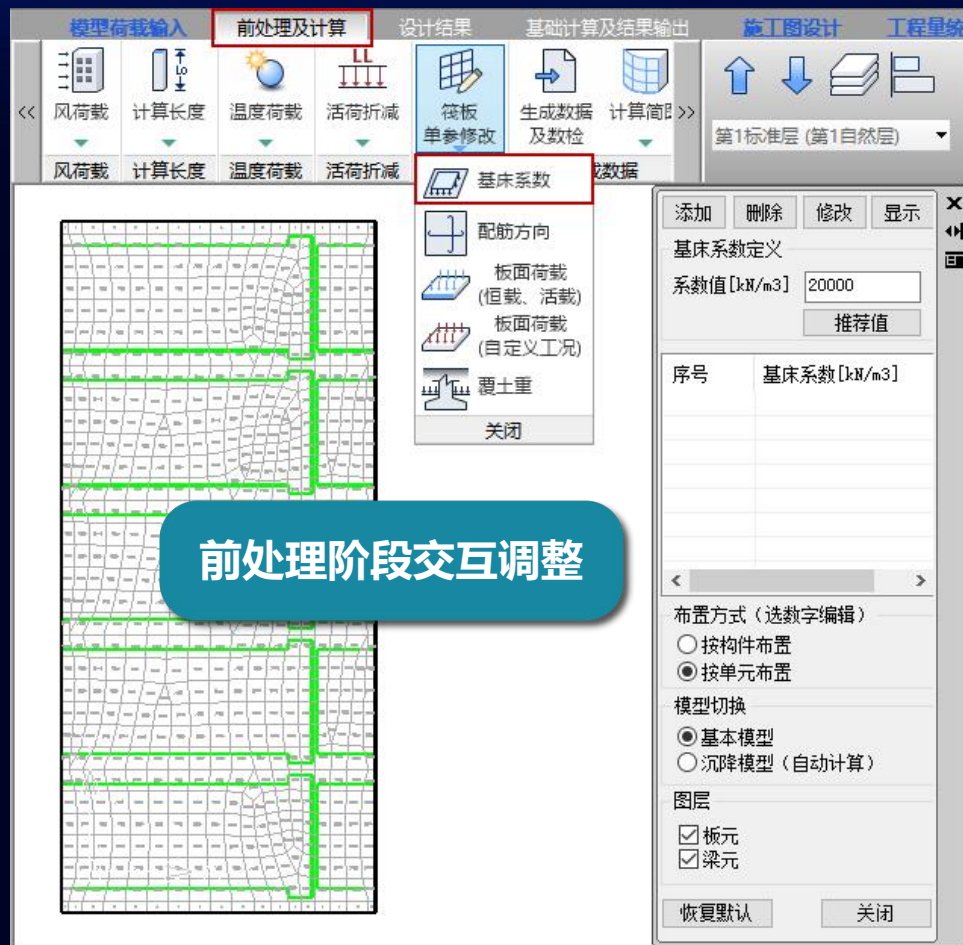 模型荷载输入 前处理及计算 设计结果 基础计算及结果输出 施工图设计 工程量统
<< 风荷载 计算长度 温度荷载 活荷折减 筏板 单参修改 生成数据 及数检 计算简图 >>
第1标准层 (第1自然层)
风荷载 计算长度 温度荷载 活荷折减 数据
基床系数
配筋方向
板面荷载
(恒载、活载)
板面荷载
(自定义工况)
覆土重
关闭
前处理阶段交互调整
添加 删除 修改 显示
基床系数定义
系数值[kN/m3] 20000
推荐值
序号 基床系数[kN/m3]
布置方式(选数字编辑)
按构件布置
按单元布置
模型切换
基本模型
沉降模型(自动计算)
图层
板元
梁元
恢复默认 关闭